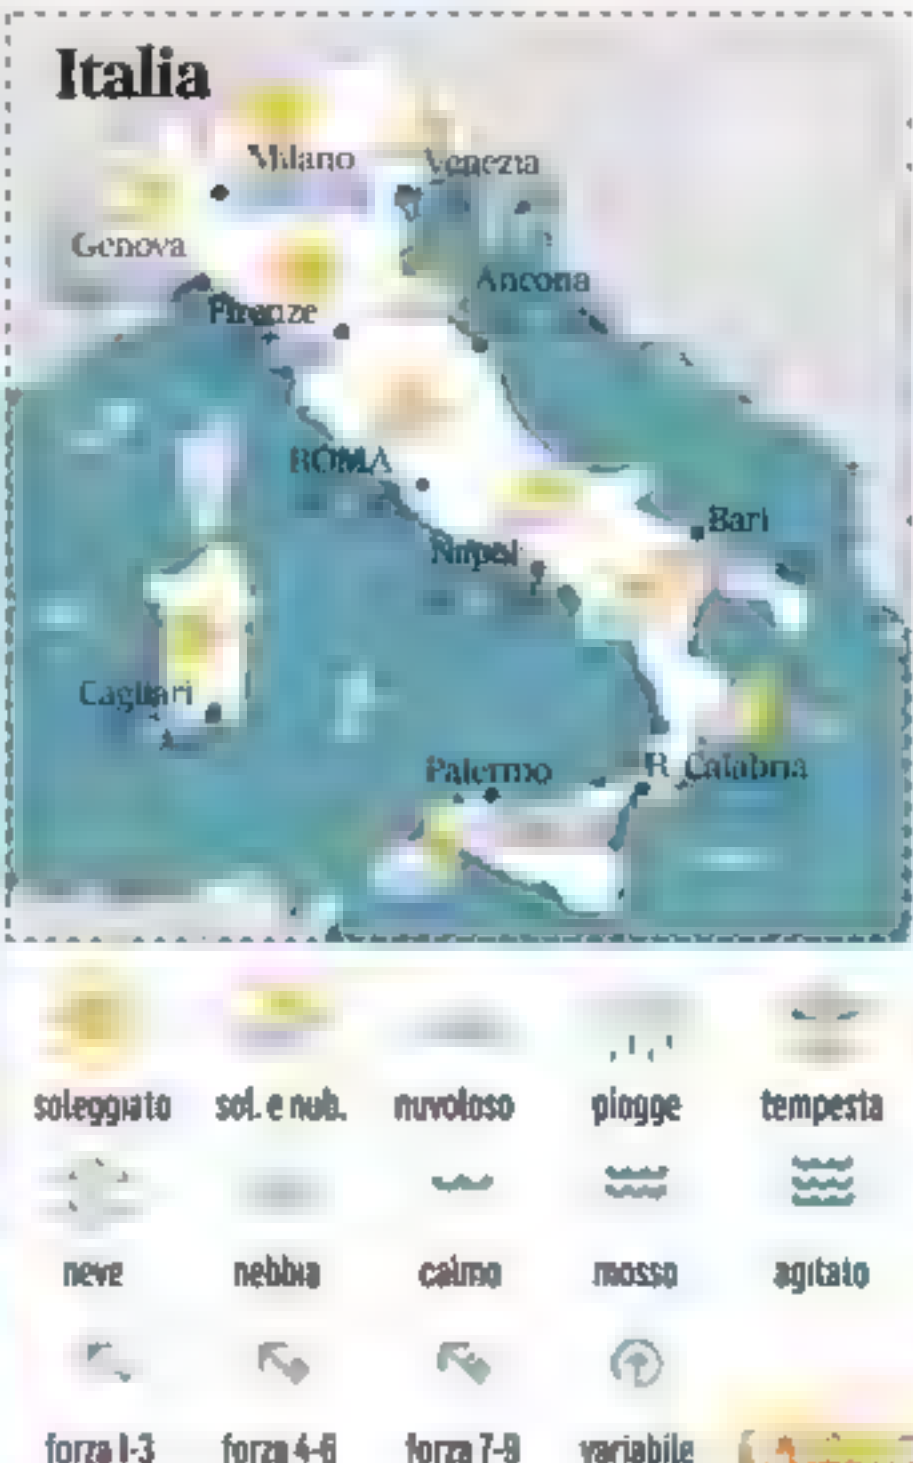 Italia
Milano
Venezia
Genova
Ancona
Firenze
ROMA
Bari
Napoli
Cagliari
Palermo
R. Calabria
soleggiato sol. e nub. nuvoloso piogge tempesta
neve nebbia calmo mosso agitato
forza 1-3 forza 4-6 forza 7-9 variabile